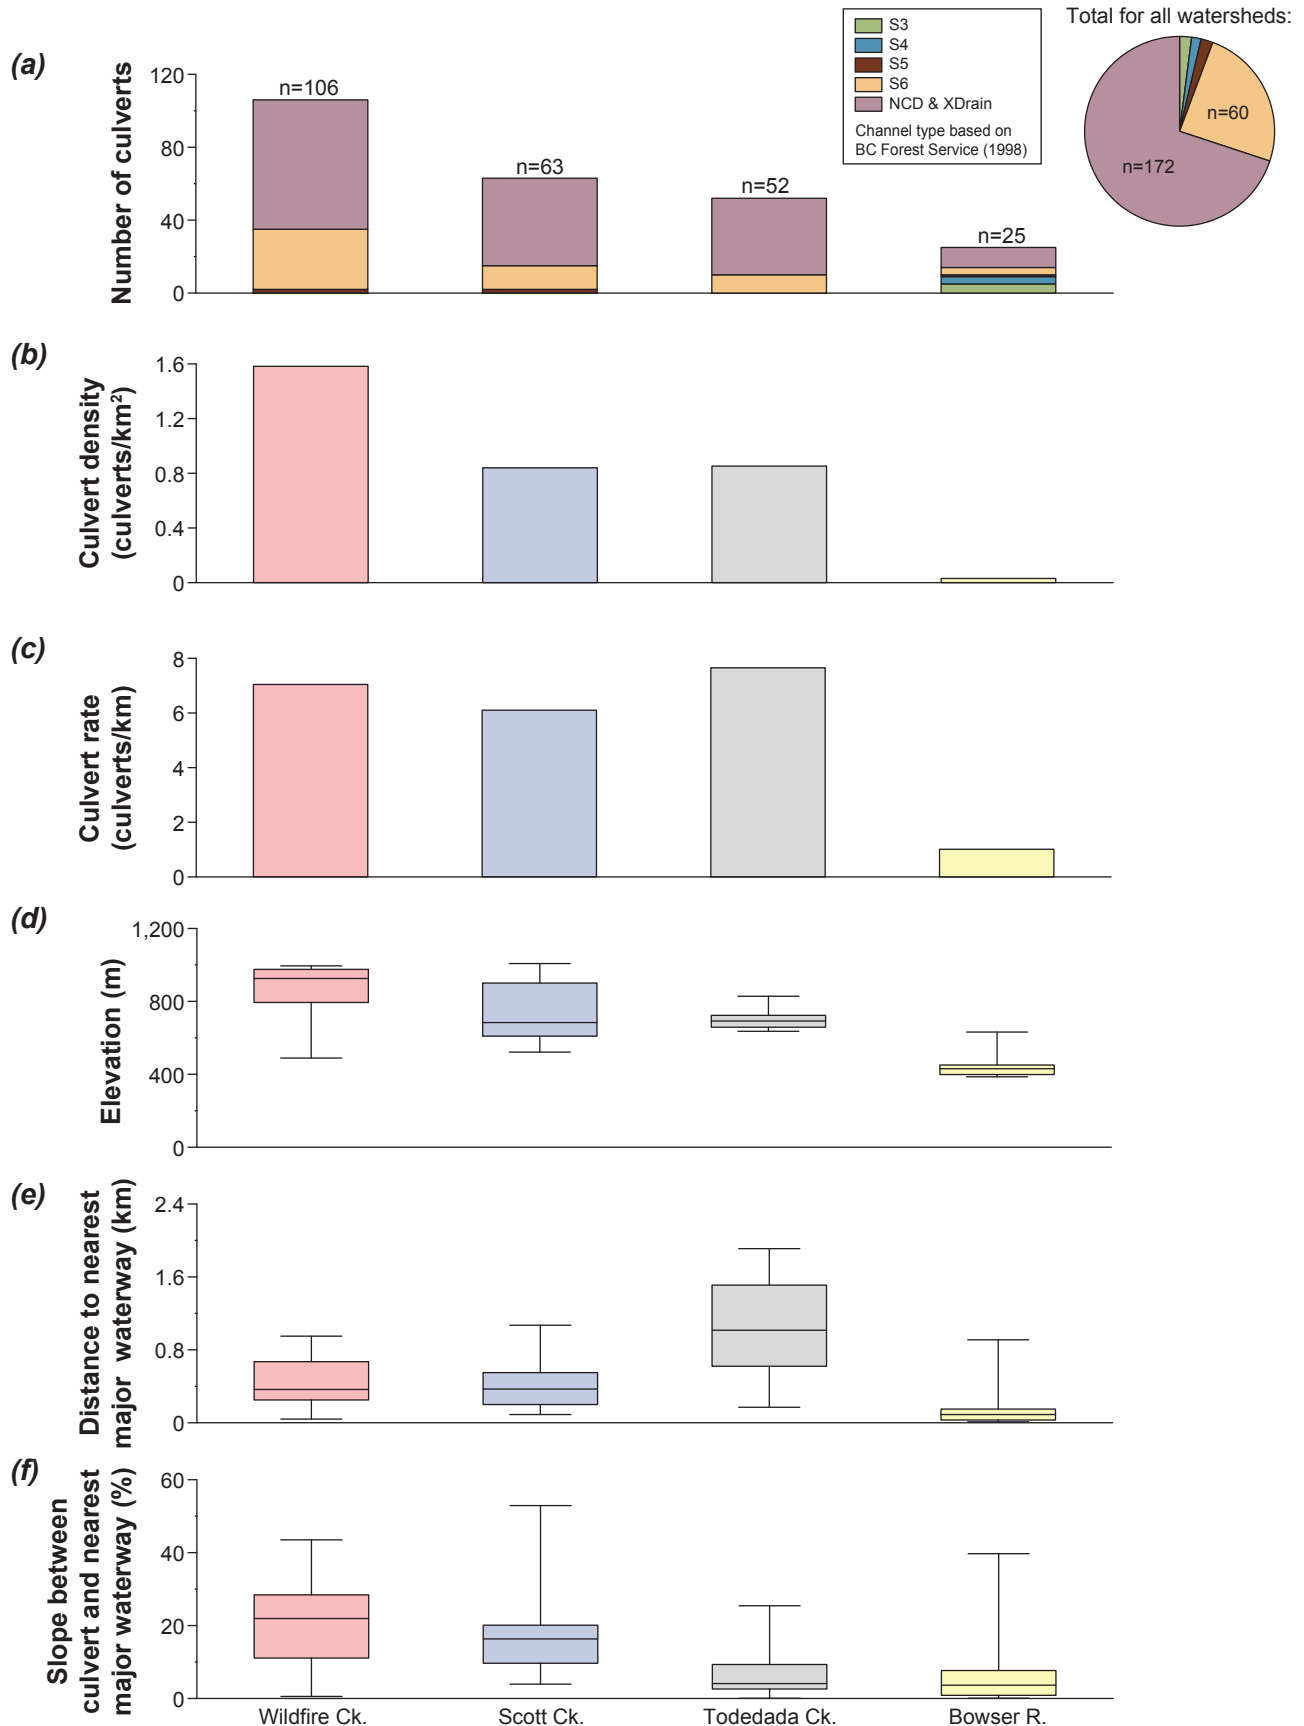 Total for all watersheds:
S3
S4
S5
S6
NCD & XDrain
Channel type based on
BC Forest Service (1998)
n=60
n=172
(a)
Number of culverts
120
80
40
0
n=106
n=63
n=52
n=25
(b)
Culvert density
(culverts/km²)
1.6
1.2
0.8
0.4
0
(c)
Culvert rate
(culverts/km)
8
6
4
2
0
(d)
Elevation (m)
1,200
800
400
0
(e)
Distance to nearest
major waterway (km)
2.4
1.6
0.8
0
(f)
Slope between
culvert and nearest
major waterway (%)
60
40
20
0
Wildfire Ck.
Scott Ck.
Todedada Ck.
Bowser R.